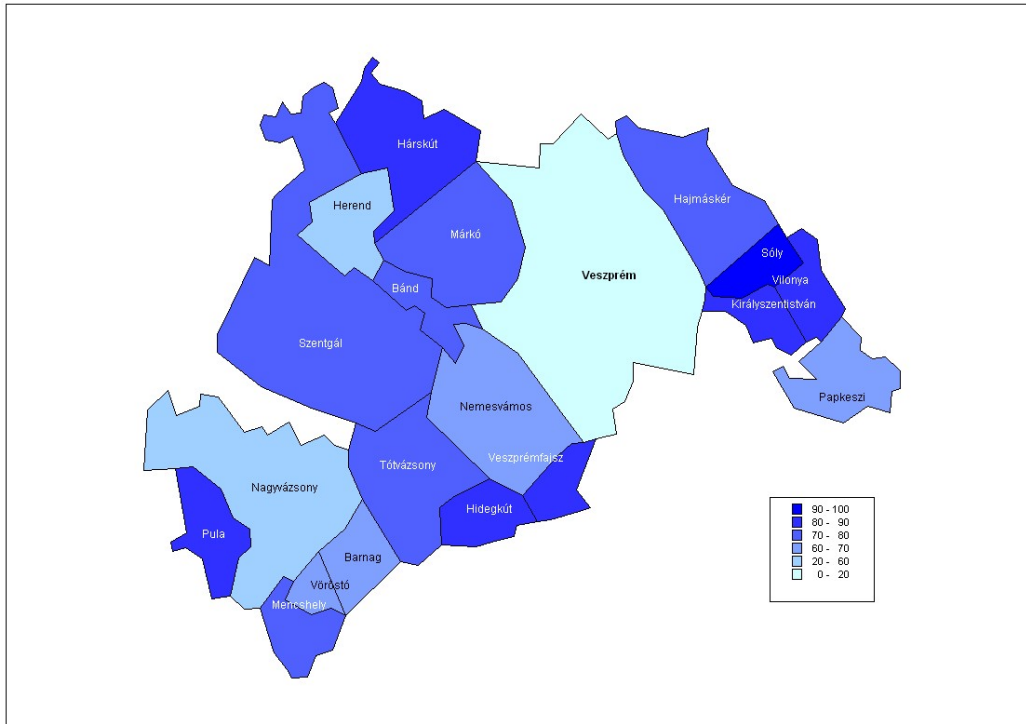 Hárskút
Hajmáskér
Herend
Márkó
Sóly
Veszprém
Vilonya
Bánd
Királyszentistván
Szentgál
Papkeszi
Nemesvámos
Veszprémfajsz
Tótvázsony
Nagyvázsony
Hidegkút
Pula
Barnag
Vöröstó
Mencshely
90 - 100
80 - 90
70 - 80
60 - 70
20 - 60
0 - 20